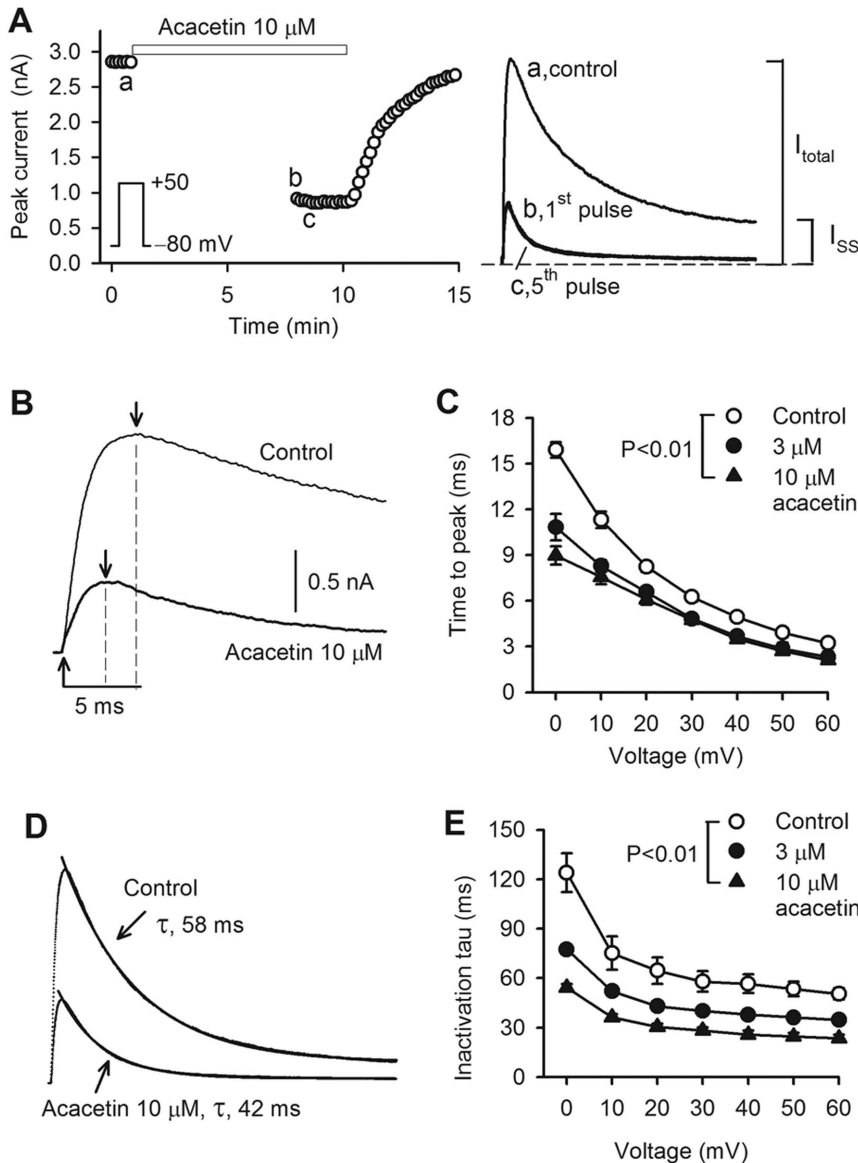 A
Acacetin 10 μM
Peak current (nA)
3.0
2.5
2.0
1.5
1.0
0.5
0.0
a
b
c
+50
−80 mV
0
5
10
15
Time (min)
a,control
b,1st pulse
c,5th pulse
Itotal
ISS
B
Control
0.5 nA
Acacetin 10 μM
5 ms
C
Time to peak (ms)
18
15
12
9
6
3
0
P<0.01
Control
3 μM
10 μM
acacetin
0 10 20 30 40 50 60
Voltage (mV)
D
Control
τ, 58 ms
Acacetin 10 μM, τ, 42 ms
E
Inactivation tau (ms)
150
120
90
60
30
0
P<0.01
Control
3 μM
10 μM
acacetin
0 10 20 30 40 50 60
Voltage (mV)